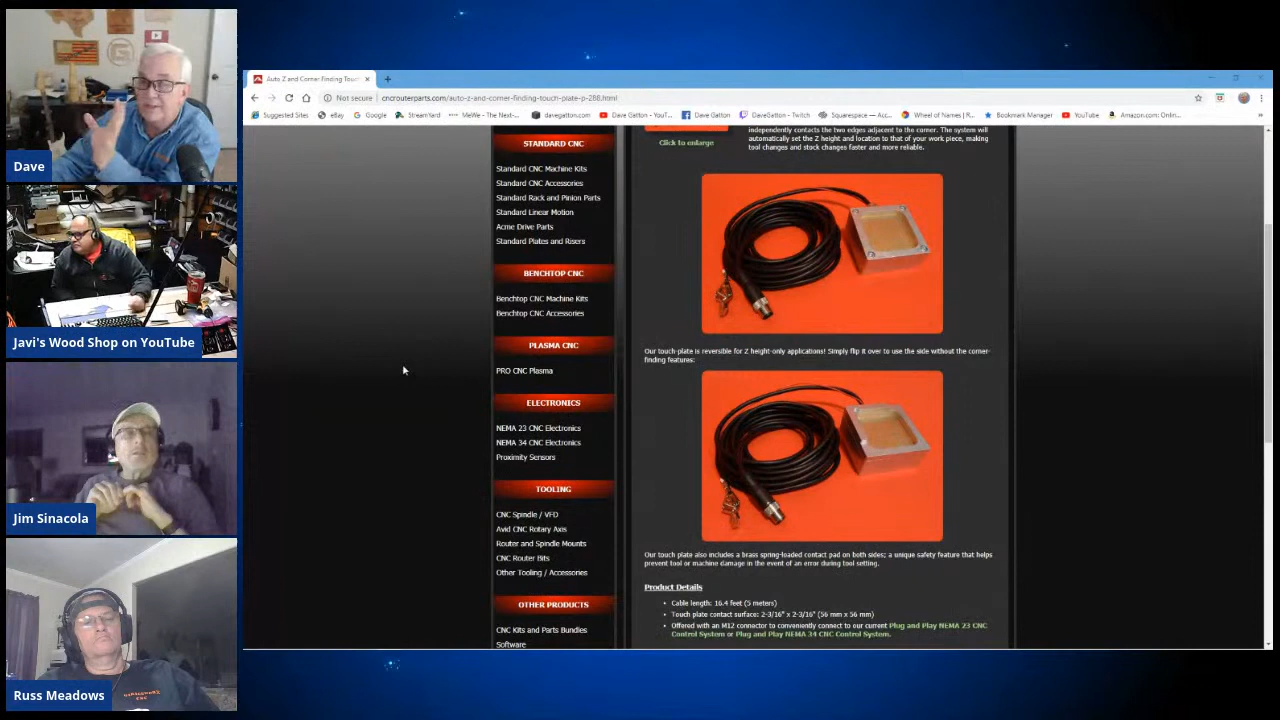 Dave
Javi's Wood Shop on YouTube
Jim Sinacola
Russ Meadows
Auto Z and Corner Finding Touch
Not secure
cncrouterparts.com/auto-z-and-corner-finding-touch-plate-p-288.html
Suggested Sites
eBay
Google
StreamYard
MeWe - The Next-...
davegatton.com
Dave Gatton - YouT...
Dave Gatton
DaveGatton - Twitch
Squarespace — Acc...
Wheel of Names | R...
Bookmark Manager
YouTube
Amazon.com: Onlin...
STANDARD CNC
Standard CNC Machine Kits
Standard CNC Accessories
Standard Rack and Pinion Parts
Standard Linear Motion
Acme Drive Parts
Standard Plates and Risers
BENCHTOP CNC
Benchtop CNC Machine Kits
Benchtop CNC Accessories
PLASMA CNC
PRO CNC Plasma
ELECTRONICS
NEMA 23 CNC Electronics
NEMA 34 CNC Electronics
Proximity Sensors
TOOLING
CNC Spindle / VFD
Avid CNC Rotary Axis
Router and Spindle Mounts
CNC Router Bits
Other Tooling / Accessories
OTHER PRODUCTS
CNC Kits and Parts Bundles
Software
Click to enlarge
independently contacts the two edges adjacent to the corner. The system will
automatically set the Z height and location to that of your work piece, making
tool changes and stock changes faster and more reliable.
Our touch-plate is reversible for Z height-only applications! Simply flip it over to use the side without the corner-
finding features:
Our touch plate also includes a brass spring-loaded contact pad on both sides; a unique safety feature that helps
prevent tool or machine damage in the event of an error during tool setting.
Product Details
• Cable length: 16.4 feet (5 meters)
• Touch plate contact surface: 2-3/16" x 2-3/16" (56 mm x 56 mm)
• Offered with an M12 connector to conveniently connect to our current Plug and Play NEMA 23 CNC
Control System or Plug and Play NEMA 34 CNC Control System.